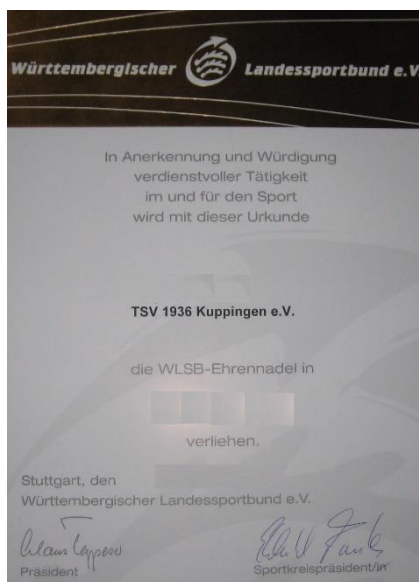 Württembergischer Landessportbund e.V
In Anerkennung und Würdigung
verdienstvoller Tätigkeit
im und für den Sport
wird mit dieser Urkunde
TSV 1936 Kuppingen e.V.
die WLSB-Ehrennadel in
verliehen.
Stuttgart, den
Württembergischer Landessportbund e.V.
Präsident Sportkreispräsident/in